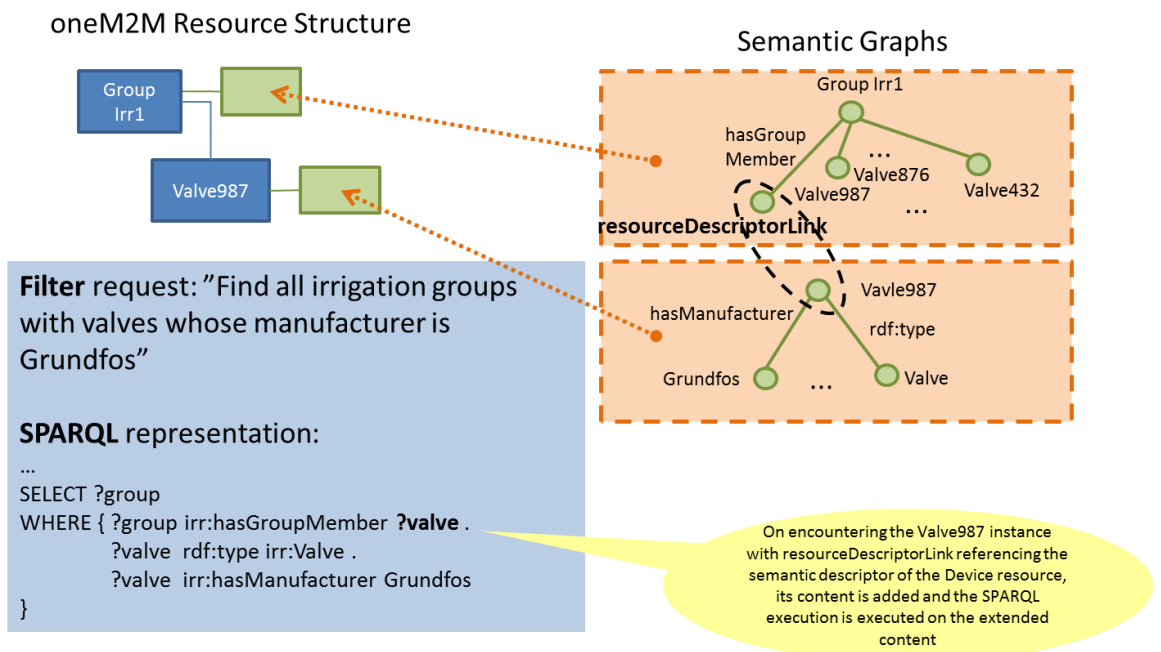 oneM2M Resource Structure
Semantic Graphs
Group
Irr1
Valve987
Group Irr1
hasGroup
Member
...
Valve876
Valve987
Valve432
...
resourceDescriptorLink
Vavle987
hasManufacturer
rdf:type
Grundfos
...
Valve
Filter request: ”Find all irrigation groups
with valves whose manufacturer is
Grundfos”
SPARQL representation:
...
SELECT ?group
WHERE { ?group irr:hasGroupMember ?valve .
?valve rdf:type irr:Valve .
?valve irr:hasManufacturer Grundfos
}
On encountering the Valve987 instance
with resourceDescriptorLink referencing the
semantic descriptor of the Device resource,
its content is added and the SPARQL
execution is executed on the extended
content